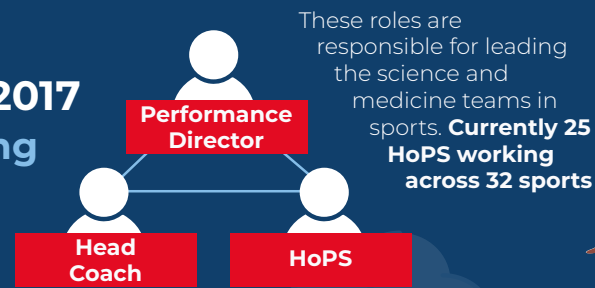 These roles are
responsible for leading
the science and
medicine teams in
sports. Currently 25
HoPS working
across 32 sports
2017
ng
Performance
Director
Head
Coach
HoPS